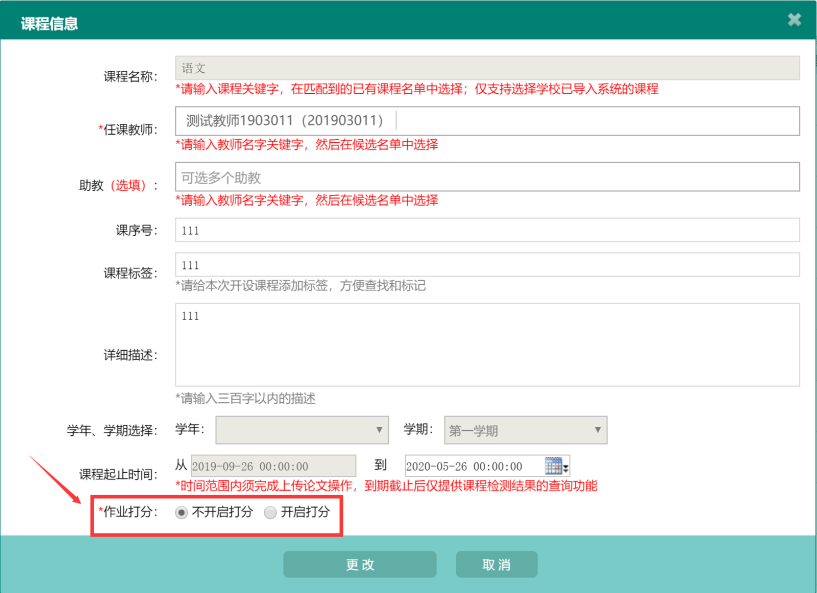 课程信息
课程名称： 语文
*请输入课程关键字，在匹配到的已有课程名单中选择；仅支持选择学校已导入系统的课程
*任课教师： 测试教师1903011（201903011）
*请输入教师名字关键字，然后在候选名单中选择
助教（选填）： 可选多个助教
*请输入教师名字关键字，然后在候选名单中选择
课序号： 111
课程标签： 111
*请给本次开设课程添加标签，方便查找和标记
详细描述： 111
*请输入三百字以内的描述
学年、学期选择： 学年： 学期： 第一学期
课程起止时间： 从 2019-09-26 00:00:00 到 2020-05-26 00:00:00
*时间范围内须完成上传论文操作，到期截止后仅提供课程检测结果的查询功能
*作业打分： 不开启打分 开启打分
更改 取消